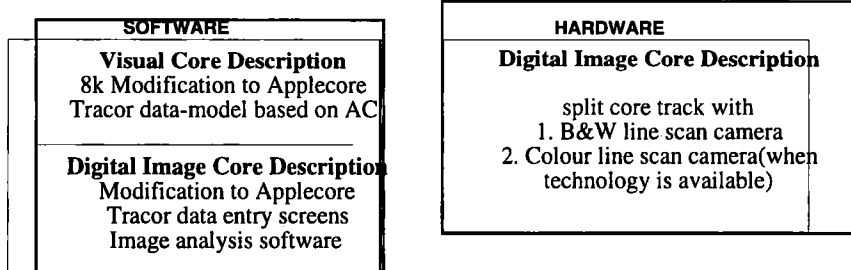 SOFTWARE
Visual Core Description
8k Modification to Applecore
Tracor data-model based on AC
Digital Image Core Description
Modification to Applecore
Tracor data entry screens
Image analysis software
HARDWARE
Digital Image Core Description
split core track with
1. B&W line scan camera
2. Colour line scan camera(when
technology is available)